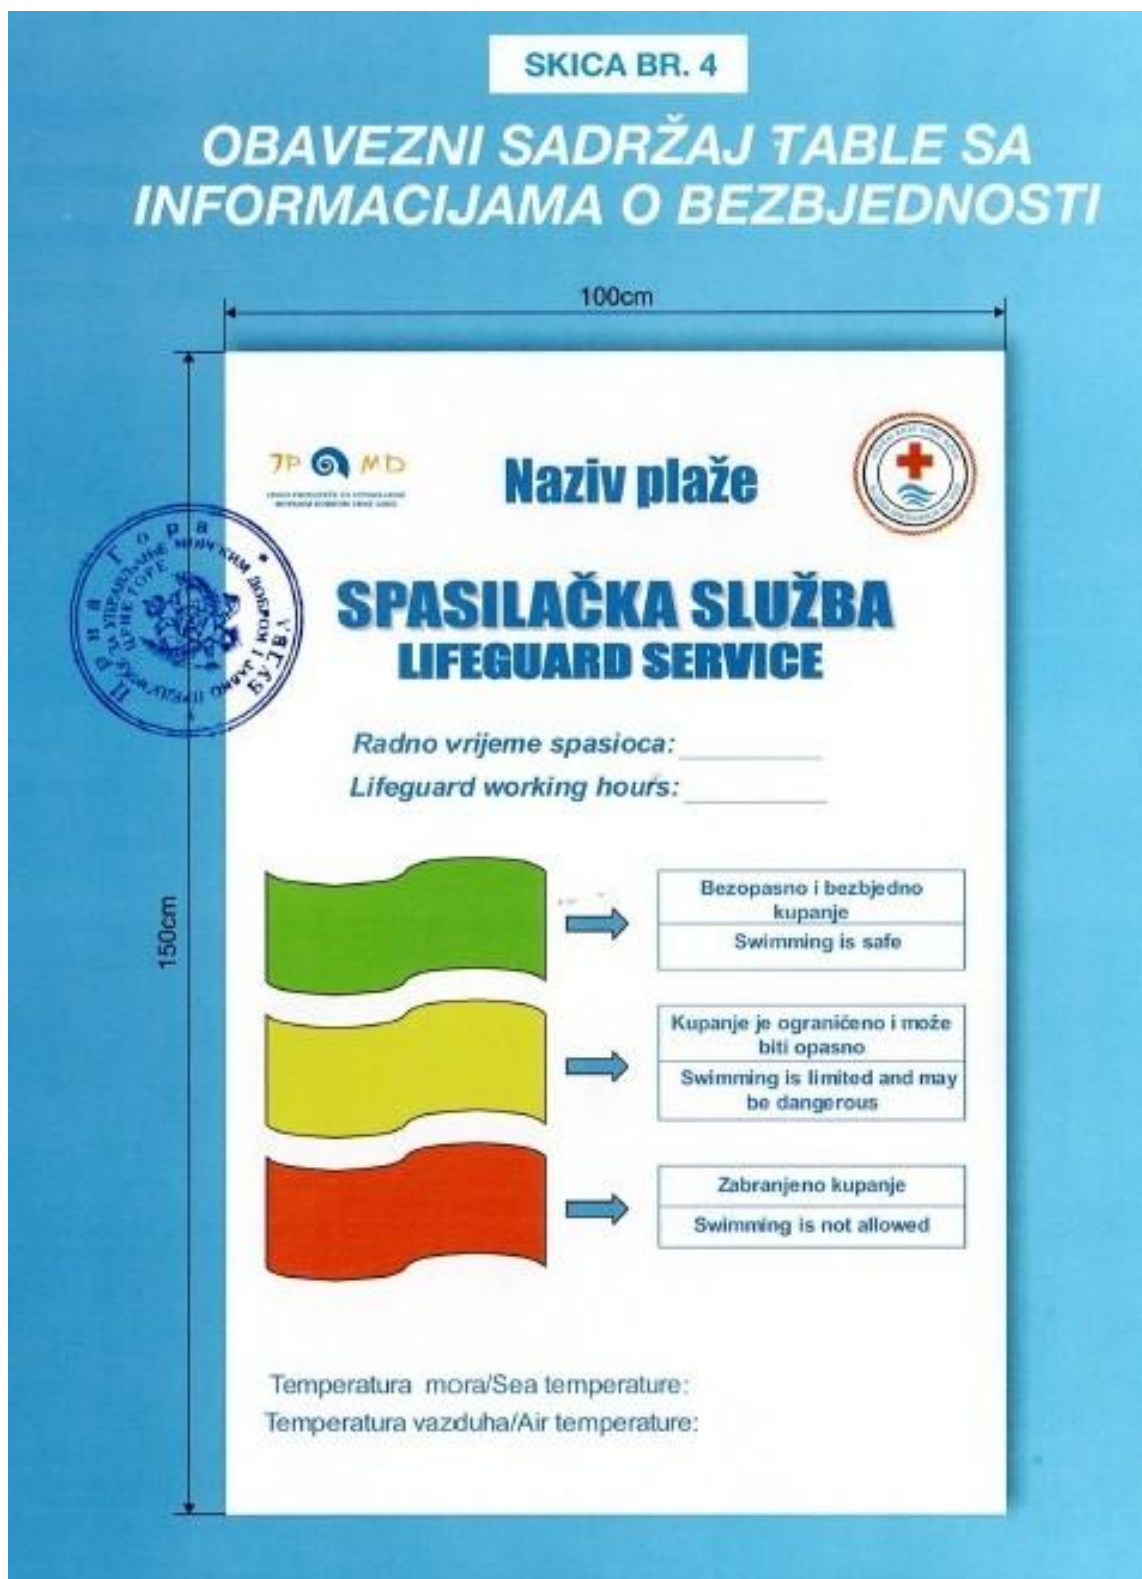 SKICA BR. 4
OBAVEZNI SADRŽAJ TABLE SA
INFORMACIJAMA O BEZBJEDNOSTI
100cm
150cm
JP MD
Naziv plaže
SPASILAČKA SLUŽBA
LIFEGUARD SERVICE
Radno vrijeme spasioca:
Lifeguard working hours:
Bezopasno i bezbjedno
kupanje
Swimming is safe
Kupanje je ograničeno i može
biti opasno
Swimming is limited and may
be dangerous
Zabranjeno kupanje
Swimming is not allowed
Temperatura mora/Sea temperature:
Temperatura vazduha/Air temperature: